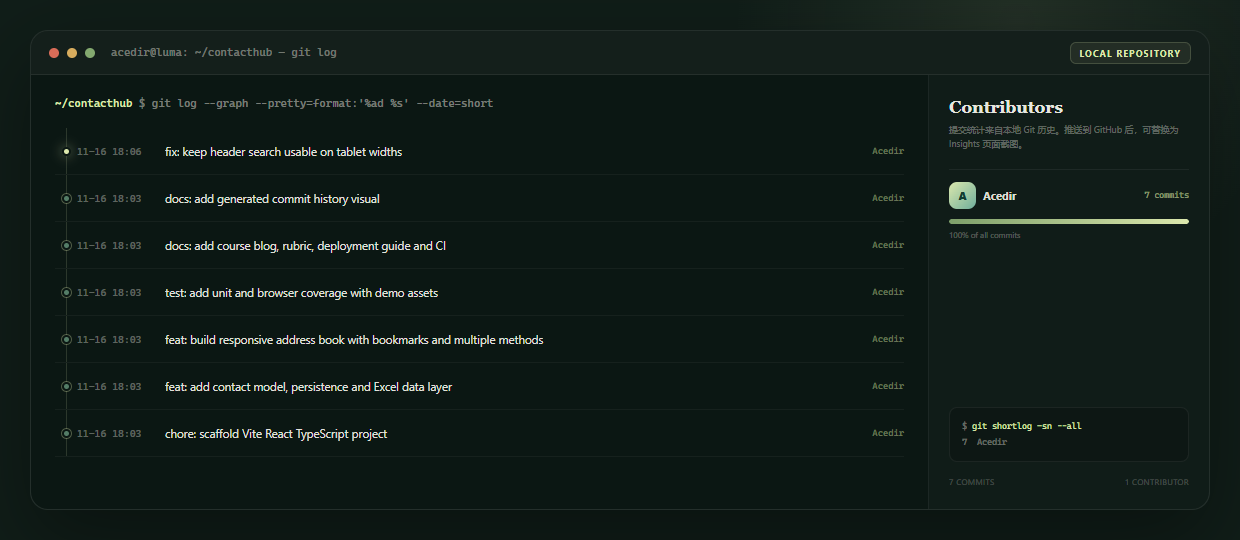 acedir@luma: ~/contacthub — git log
LOCAL REPOSITORY
~/contacthub $ git log --graph --pretty=format:'%ad %s' --date=short
11-16 18:06 fix: keep header search usable on tablet widths Acedir
11-16 18:03 docs: add generated commit history visual Acedir
11-16 18:03 docs: add course blog, rubric, deployment guide and CI Acedir
11-16 18:03 test: add unit and browser coverage with demo assets Acedir
11-16 18:03 feat: build responsive address book with bookmarks and multiple methods Acedir
11-16 18:03 feat: add contact model, persistence and Excel data layer Acedir
11-16 18:03 chore: scaffold Vite React TypeScript project Acedir
Contributors
提交统计来自本地 Git 历史。推送到 GitHub 后，可替换为
Insights 页面截图。
A Acedir 7 commits
100% of all commits
$ git shortlog -sn --all
7 Acedir
7 COMMITS 1 CONTRIBUTOR